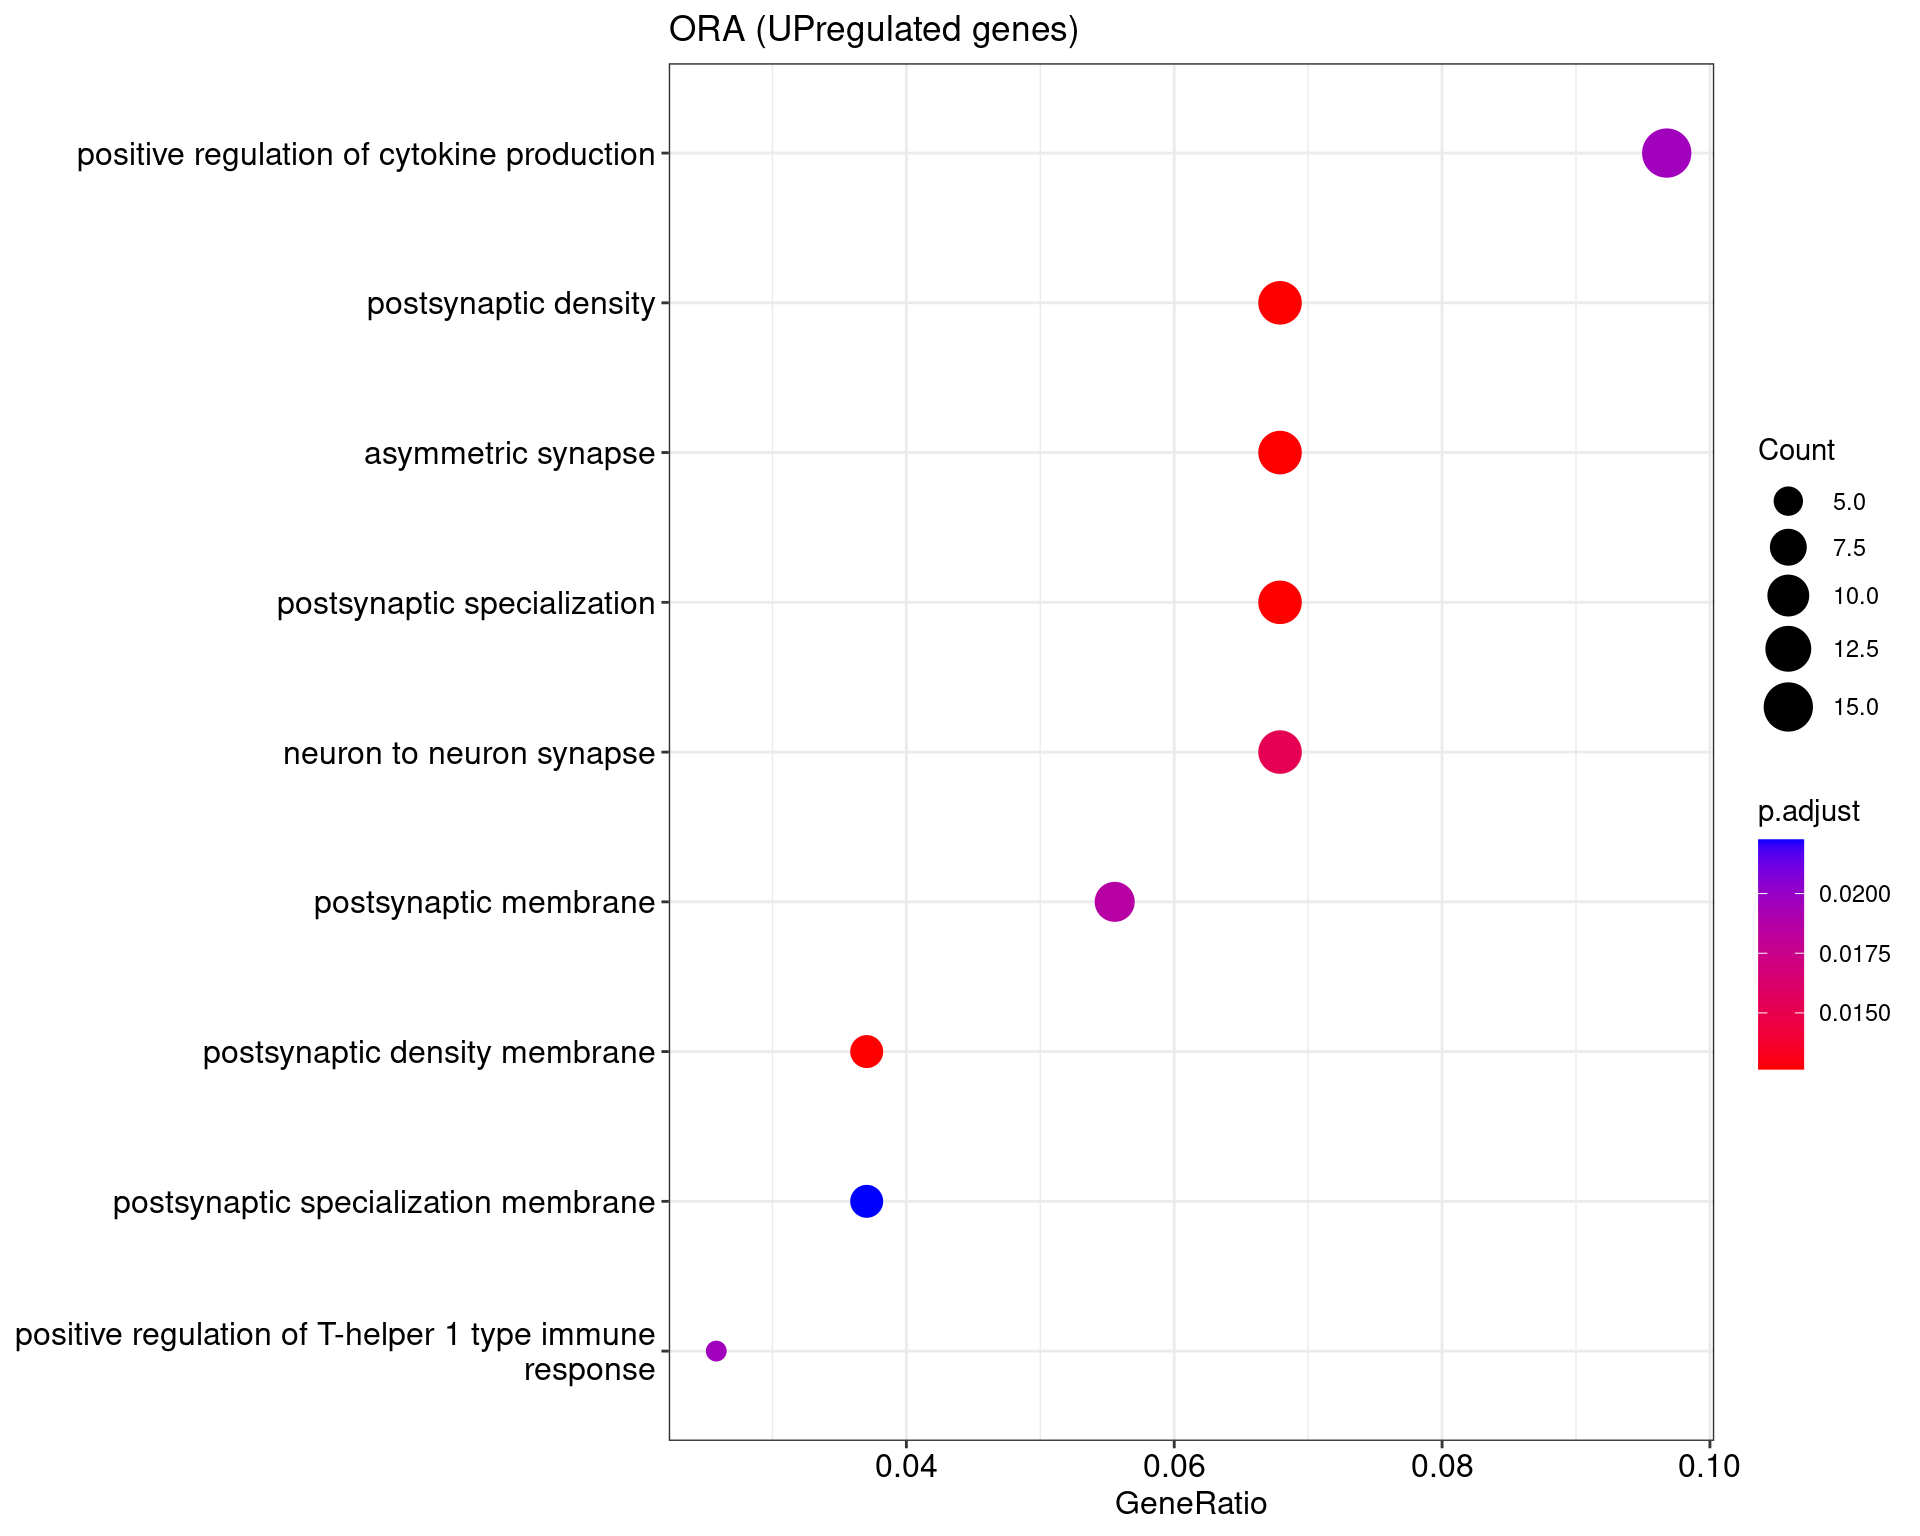 ORA (UPregulated genes)
positive regulation of cytokine production
postsynaptic density
asymmetric synapse
postsynaptic specialization
neuron to neuron synapse
postsynaptic membrane
postsynaptic density membrane
postsynaptic specialization membrane
positive regulation of T-helper 1 type immune
response
0.04
0.06
0.08
0.10
GeneRatio
Count
5.0
7.5
10.0
12.5
15.0
p.adjust
0.0200
0.0175
0.0150